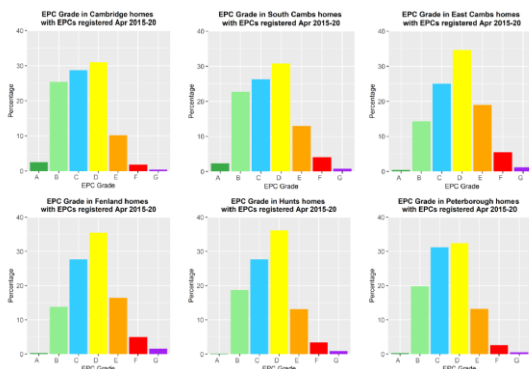 EPC Grade in Cambridge homes
with EPCs registered Apr 2015-20
Percentage
40
30
20
10
0
A B C D E F G
EPC Grade
EPC Grade in South Cambs homes
with EPCs registered Apr 2015-20
Percentage
40
30
20
10
0
A B C D E F G
EPC Grade
EPC Grade in East Cambs homes
with EPCs registered Apr 2015-20
Percentage
40
30
20
10
0
A B C D E F G
EPC Grade
EPC Grade in Fenland homes
with EPCs registered Apr 2015-20
Percentage
40
30
20
10
0
A B C D E F G
EPC Grade
EPC Grade in Hunts homes
with EPCs registered Apr 2015-20
Percentage
40
30
20
10
0
A B C D E F G
EPC Grade
EPC Grade in Peterborough homes
with EPCs registered Apr 2015-20
Percentage
40
30
20
10
0
A B C D E F G
EPC Grade